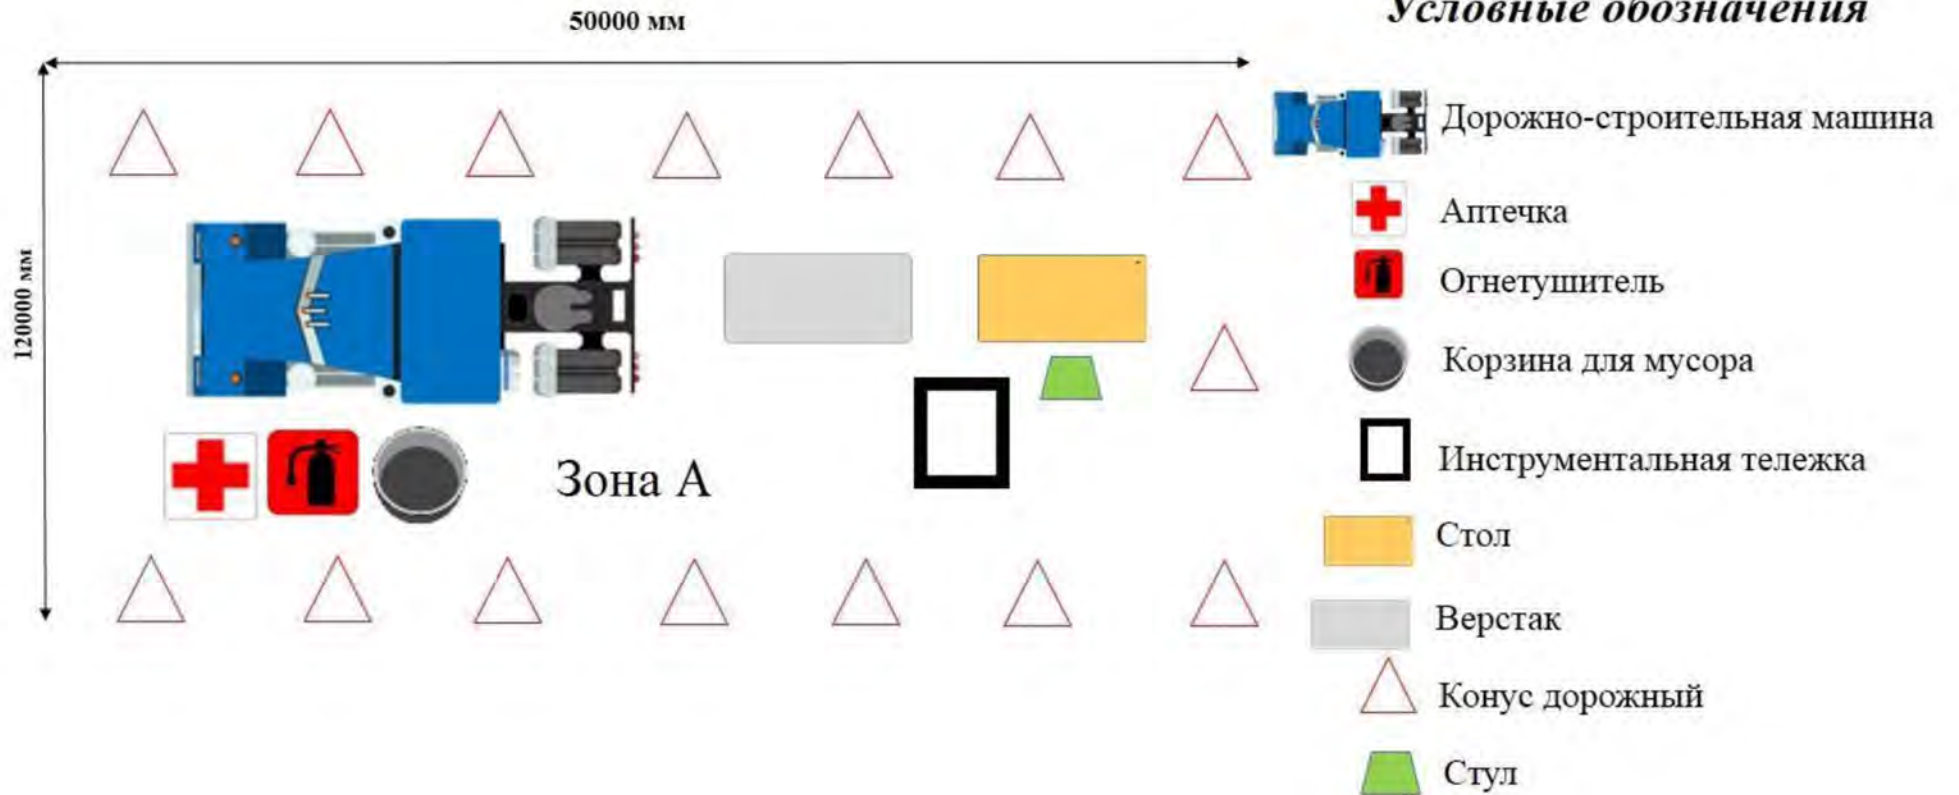 50000 мм
Условные обозначения
120000 мм
Зона А
Дорожно-строительная машина
Аптечка
Огнетушитель
Корзина для мусора
Инструментальная тележка
Стол
Верстак
Конус дорожный
Стул